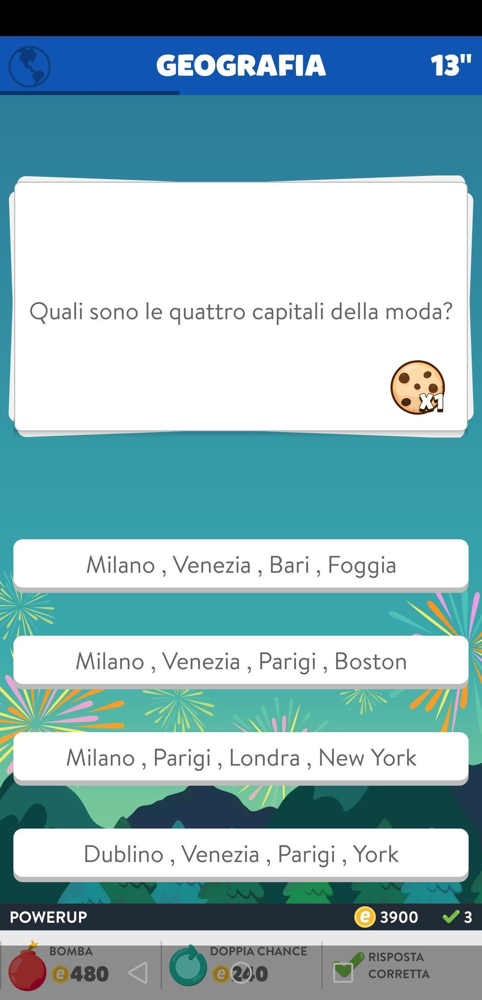 GEOGRAFIA
13"
Quali sono le quattro capitali della moda?
X1
Milano , Venezia , Bari , Foggia
Milano , Venezia , Parigi , Boston
Milano , Parigi , Londra , New York
Dublino , Venezia , Parigi , York
POWERUP
e 3900
3
BOMBA
e 480
DOPPIA CHANCE
e 240
RISPOSTA
CORRETTA